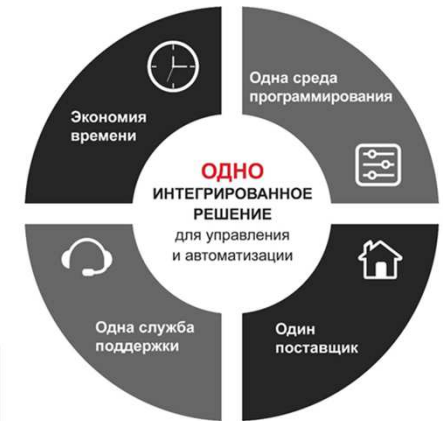 Экономия
времени
Одна среда
программирования
ОДНО
ИНТЕГРИРОВАННОЕ
РЕШЕНИЕ
для управления
и автоматизации
Одна служба
поддержки
Один
поставщик